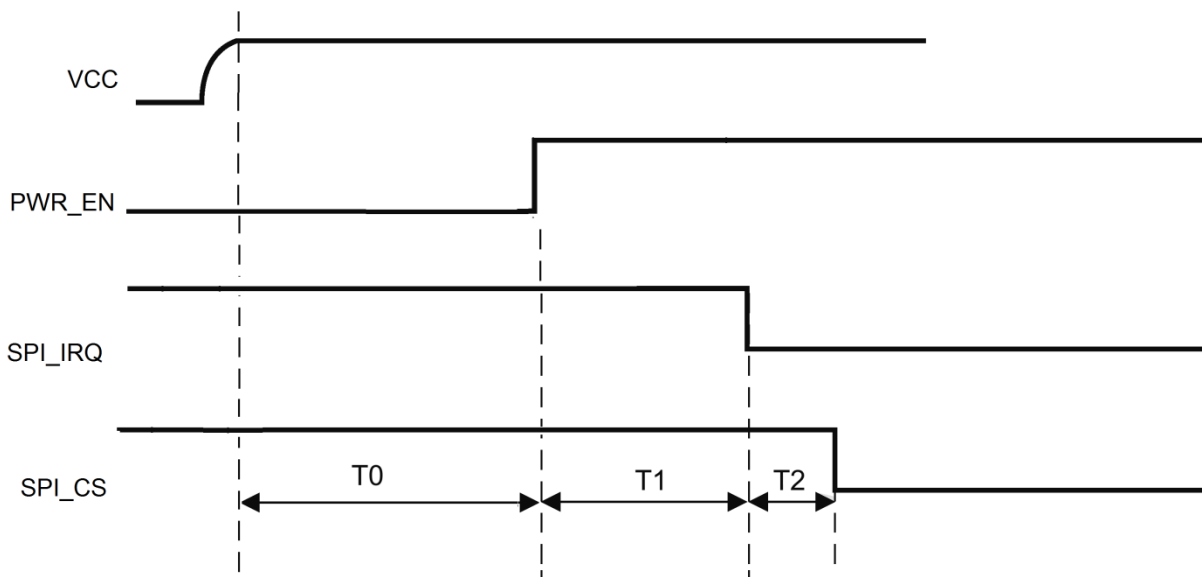 VCC
PWR_EN
SPI_IRQ
SPI_CS
T0
T1
T2